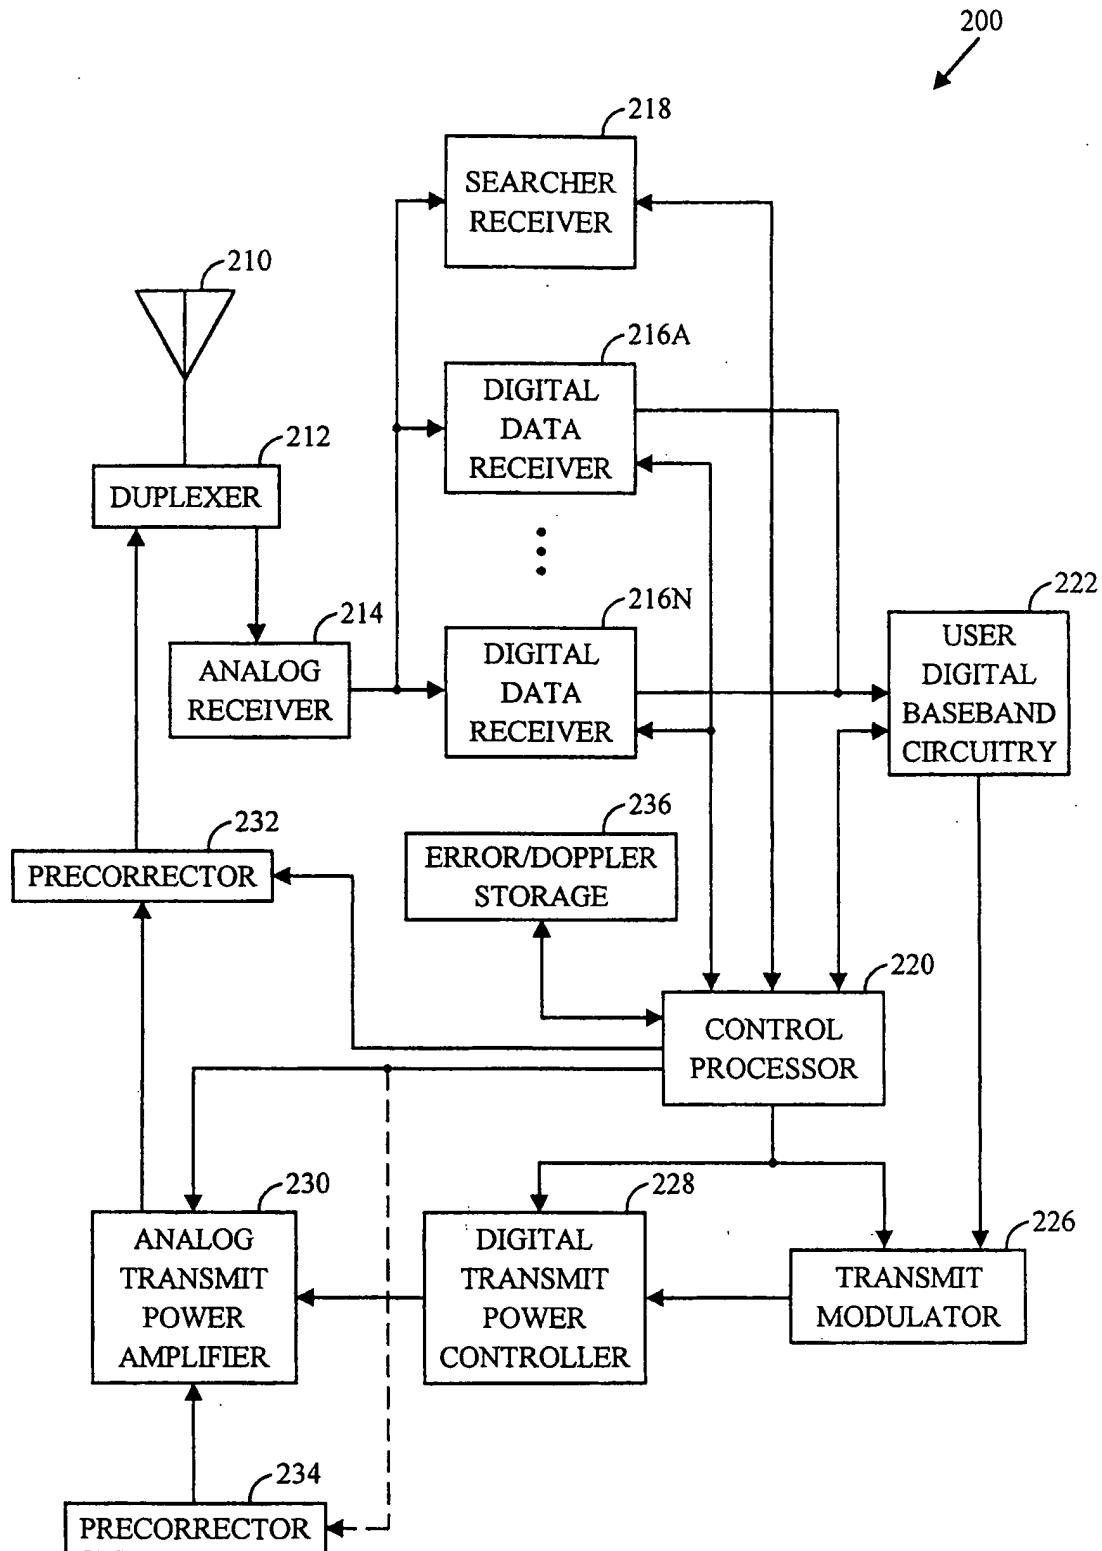 200
218
SEARCHER
RECEIVER
210
216A
DIGITAL
DATA
RECEIVER
212
DUPLEXER
216N
DIGITAL
DATA
RECEIVER
222
USER
DIGITAL
BASEBAND
CIRCUITRY
214
ANALOG
RECEIVER
232
PRECORRECTOR
236
ERROR/DOPPLER
STORAGE
220
CONTROL
PROCESSOR
230
ANALOG
TRANSMIT
POWER
AMPLIFIER
228
DIGITAL
TRANSMIT
POWER
CONTROLLER
226
TRANSMIT
MODULATOR
234
PRECORRECTOR